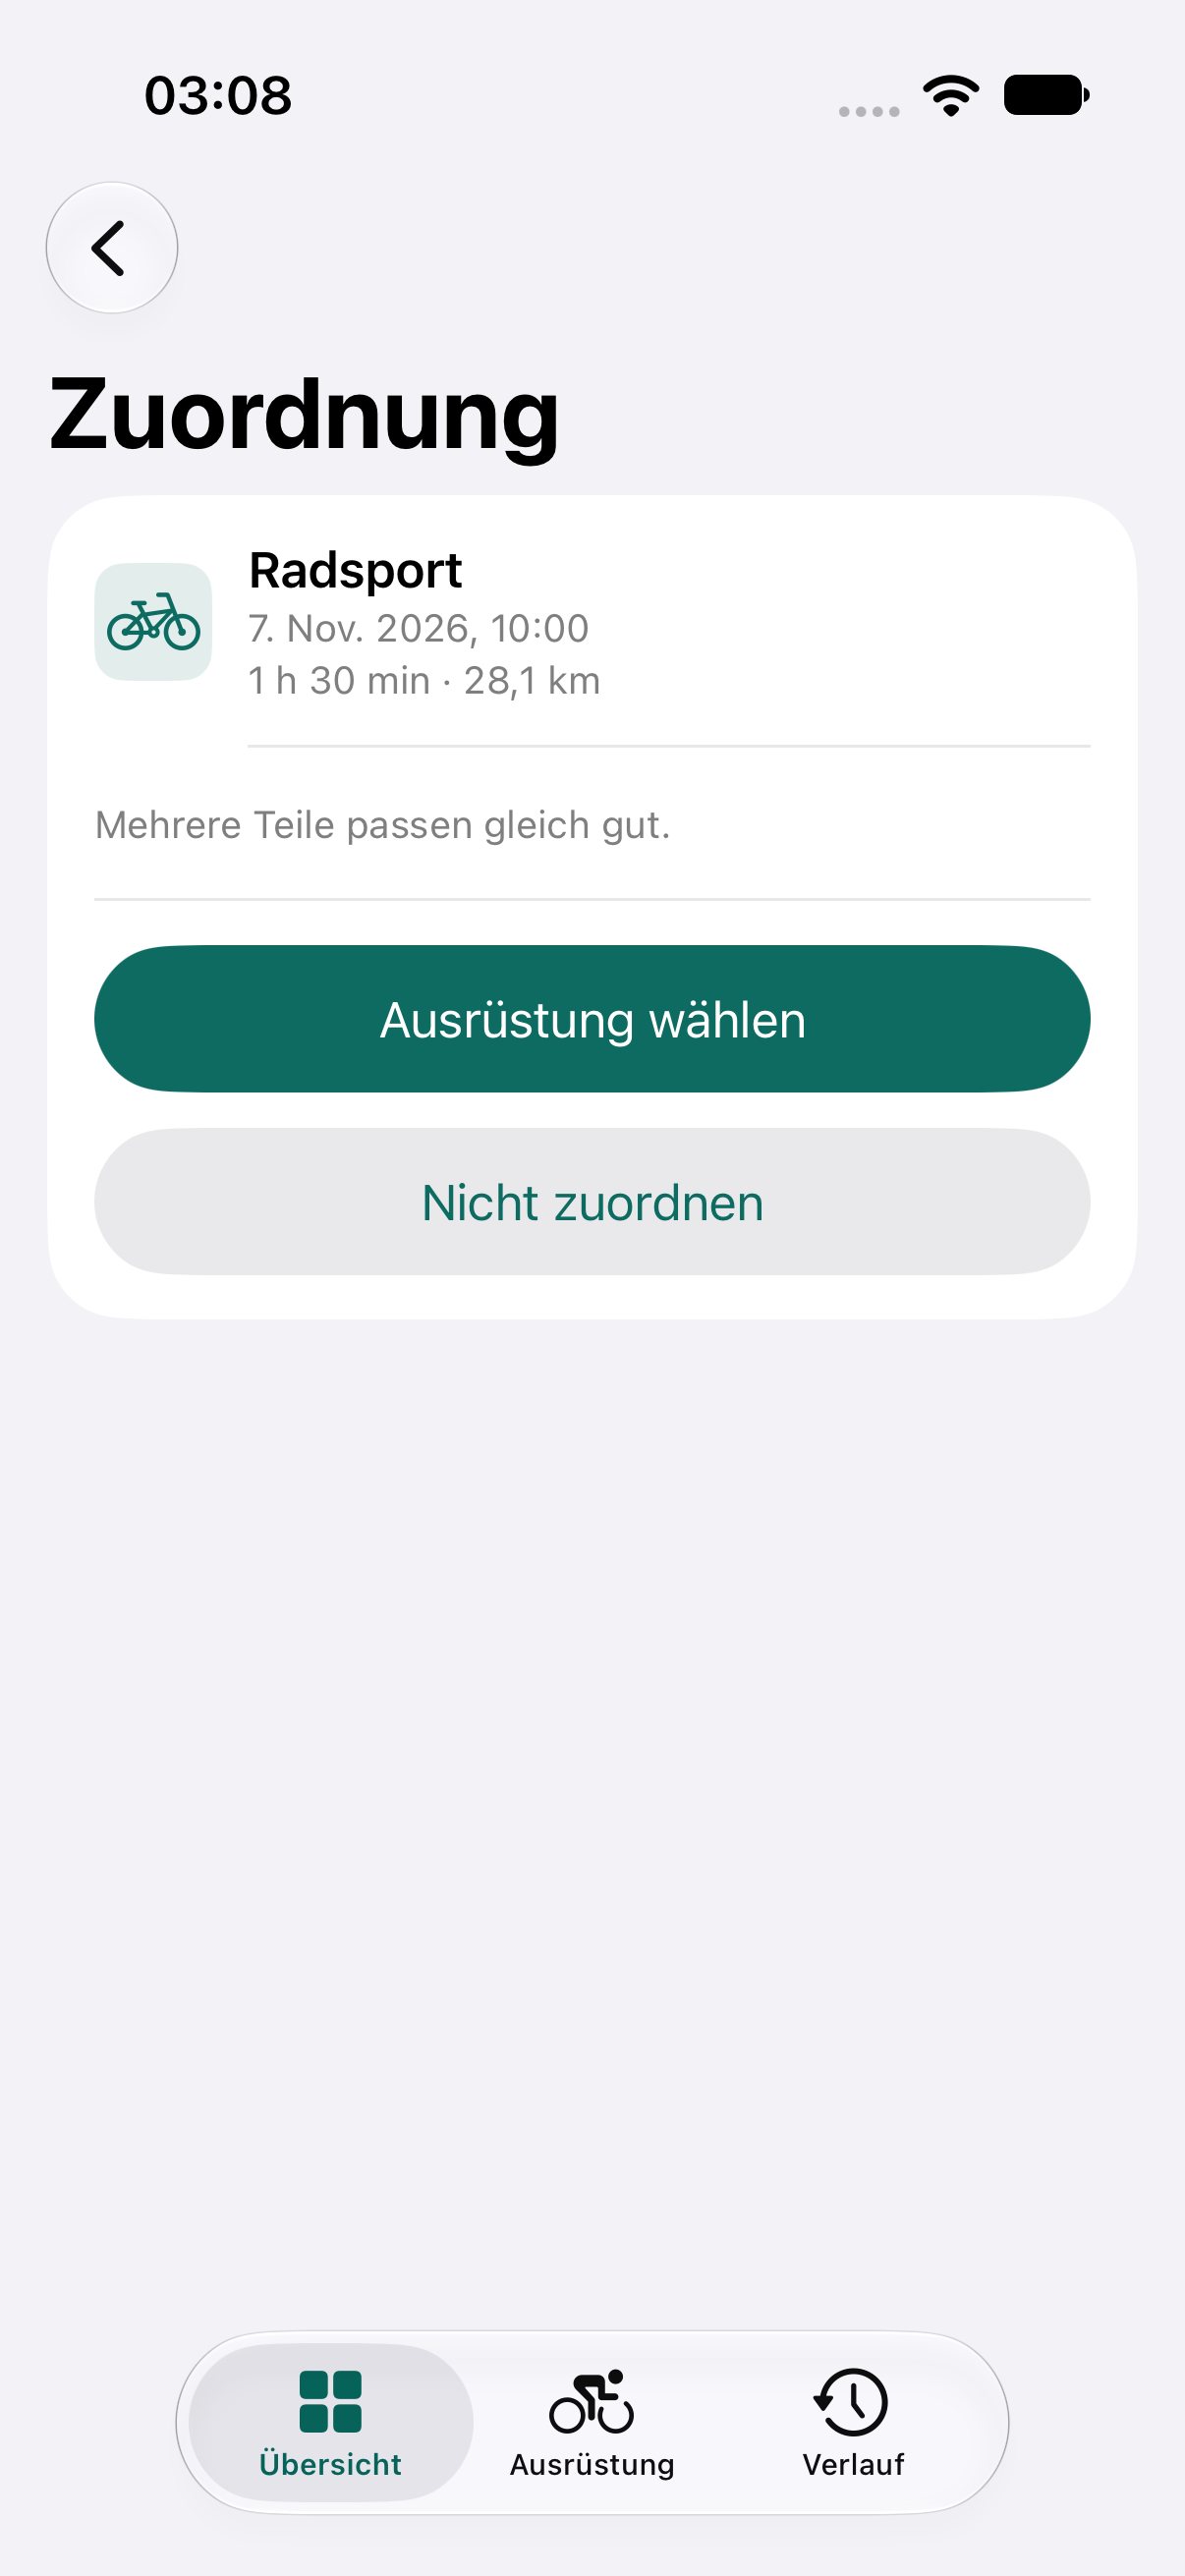 03:08
Zuordnung
Radsport
7. Nov. 2026, 10:00
1 h 30 min · 28,1 km
Mehrere Teile passen gleich gut.
Ausrüstung wählen
Nicht zuordnen
Übersicht
Ausrüstung
Verlauf